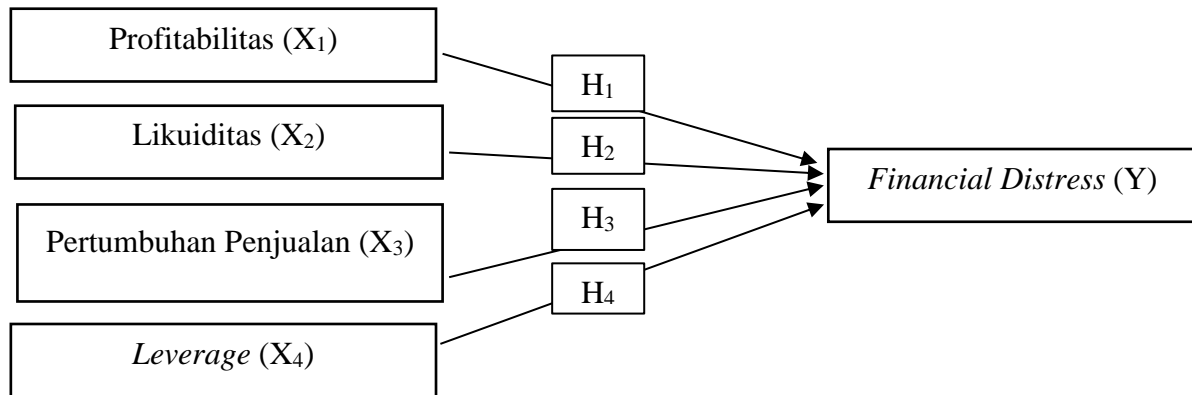 Profitabilitas (X₁)
H₁
Likuiditas (X₂)
H₂
Financial Distress (Y)
H₃
Pertumbuhan Penjualan (X₃)
H₄
Leverage (X₄)